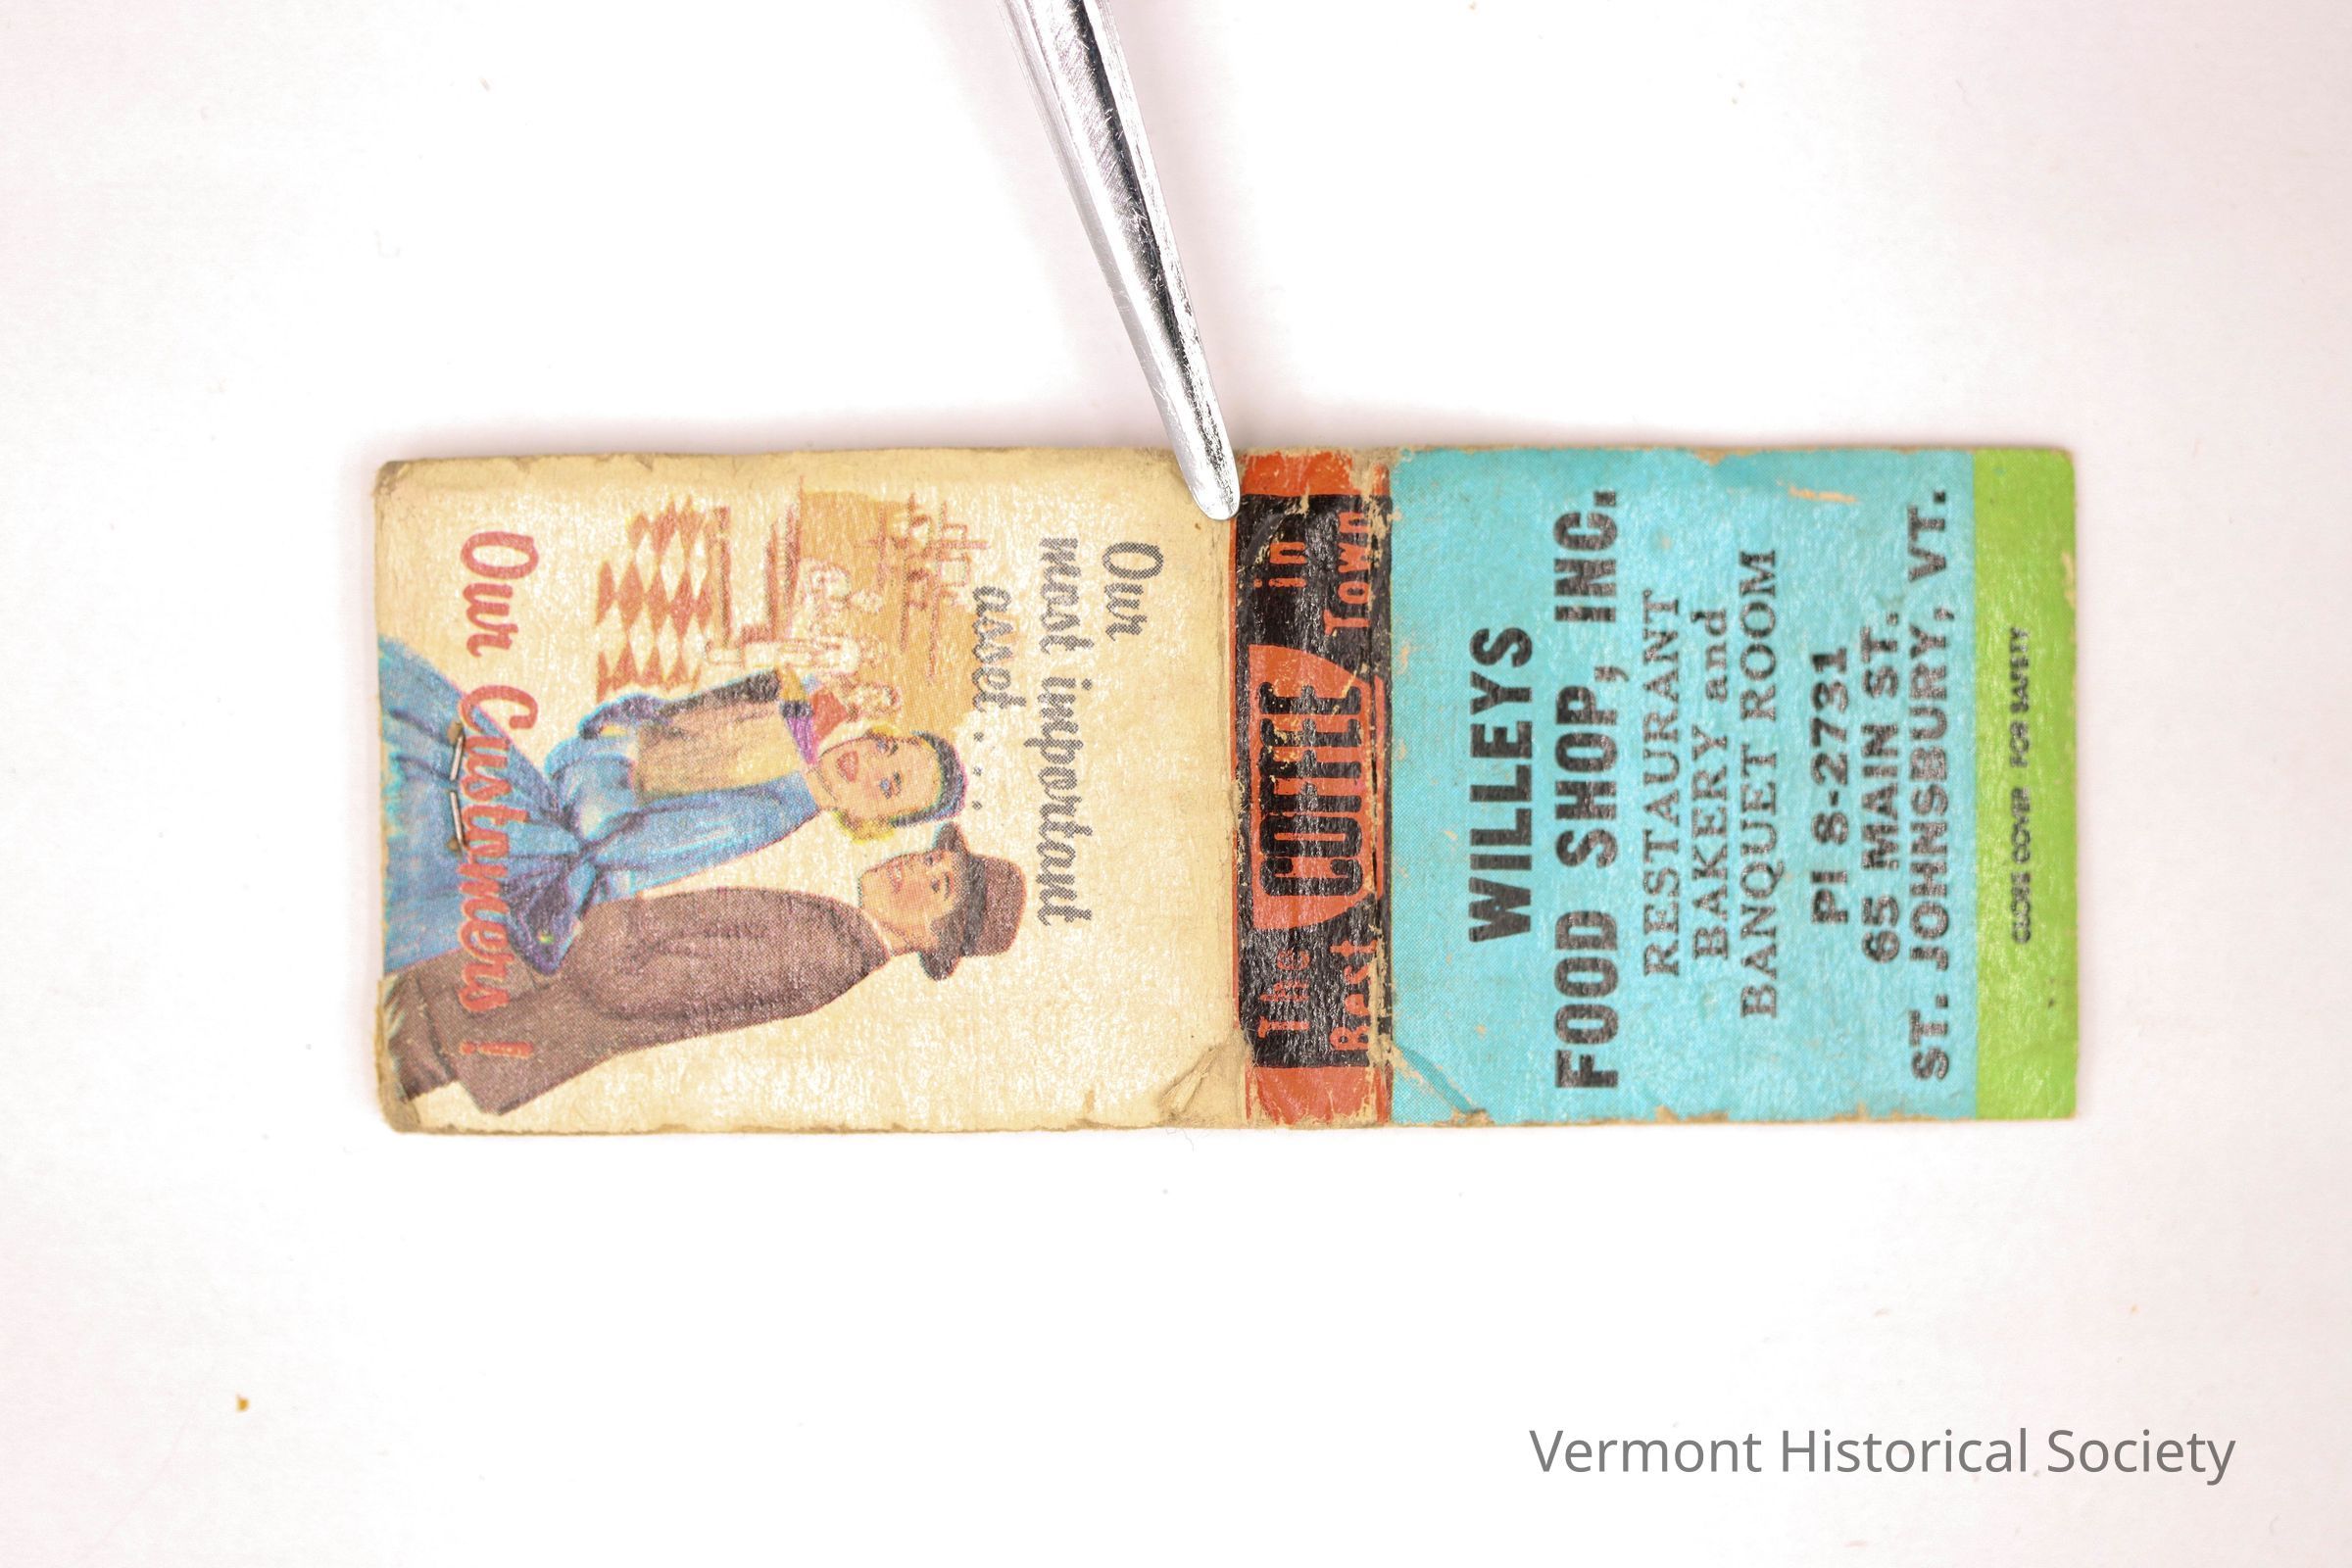 Our
most important
asset....
Our Customers!
The Best
COFFEE
in Town
WILLEYS
FOOD SHOP, INC.
RESTAURANT
BAKERY and
BANQUET ROOM
PI 8-2731
65 MAIN ST.
ST. JOHNSBURY, VT.
CLOSE COVER FOR SAFETY
Vermont Historical Society